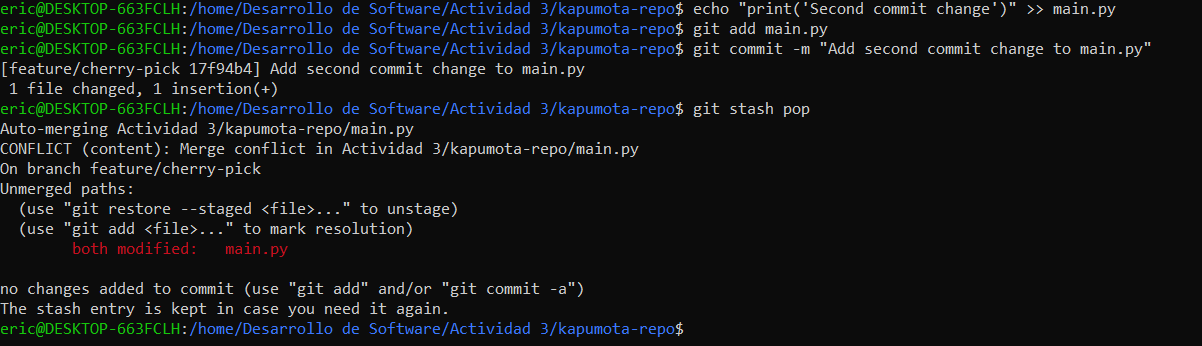 eric@DESKTOP-663FCLH:/home/Desarrollo de Software/Actividad 3/kapumota-repo$ echo "print('Second commit change')" >> main.py
eric@DESKTOP-663FCLH:/home/Desarrollo de Software/Actividad 3/kapumota-repo$ git add main.py
eric@DESKTOP-663FCLH:/home/Desarrollo de Software/Actividad 3/kapumota-repo$ git commit -m "Add second commit change to main.py"
[feature/cherry-pick 17f94b4] Add second commit change to main.py
 1 file changed, 1 insertion(+)
eric@DESKTOP-663FCLH:/home/Desarrollo de Software/Actividad 3/kapumota-repo$ git stash pop
Auto-merging Actividad 3/kapumota-repo/main.py
CONFLICT (content): Merge conflict in Actividad 3/kapumota-repo/main.py
On branch feature/cherry-pick
Unmerged paths:
  (use "git restore --staged <file>..." to unstage)
  (use "git add <file>..." to mark resolution)
        both modified:   main.py

no changes added to commit (use "git add" and/or "git commit -a")
The stash entry is kept in case you need it again.
eric@DESKTOP-663FCLH:/home/Desarrollo de Software/Actividad 3/kapumota-repo$